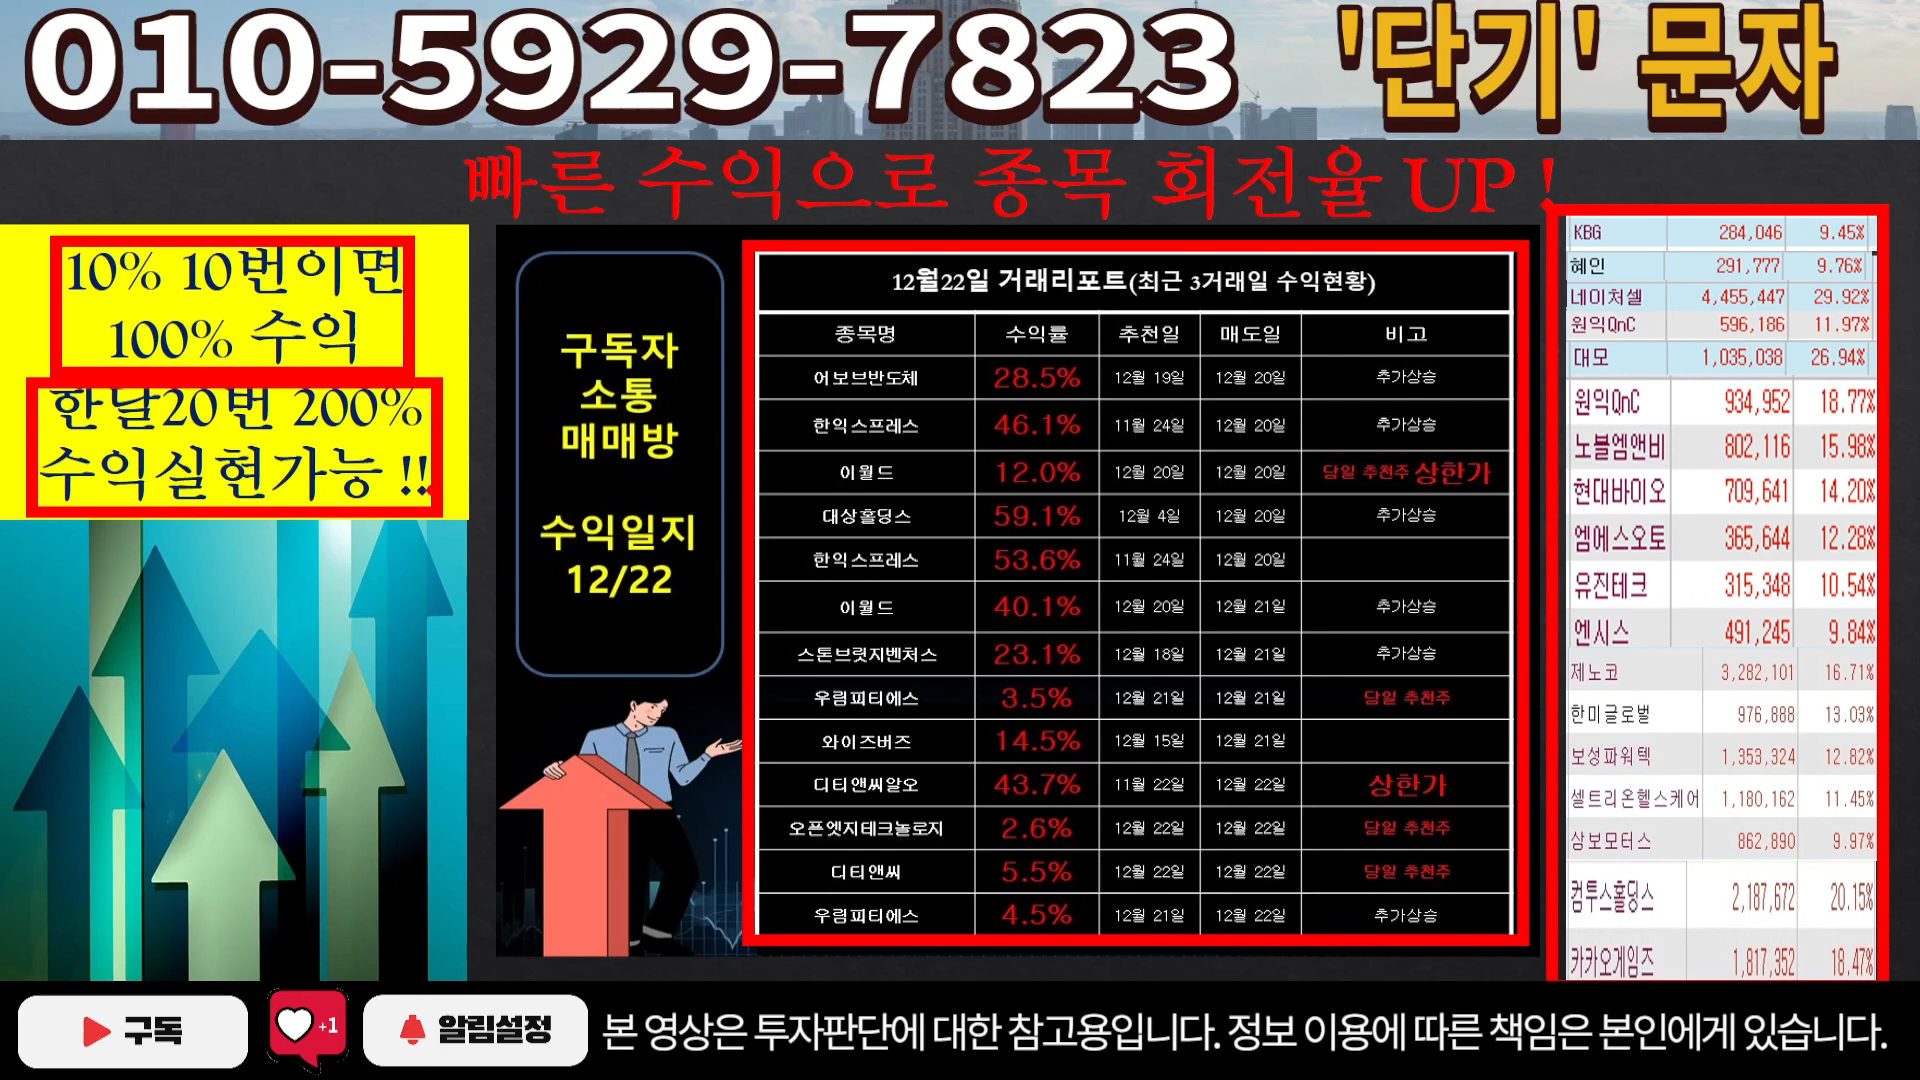 010-5929-7823 '단기' 문자
빠른 수익으로 종목 회전율 UP !
10% 10번이면
100% 수익
한달20번 200%
수익실현가능 !!
구독자
소통
매매방
수익일지
12/22
12월22일 거래리포트(최근 3거래일 수익현황)
종목명 수익률 추천일 매도일 비고
어보브반도체 28.5% 12월 19일 12월 20일 추가상승
한익스프레스 46.1% 11월 24일 12월 20일 추가상승
이월드 12.0% 12월 20일 12월 20일 당일 추천주 상한가
대상홀딩스 59.1% 12월 4일 12월 20일 추가상승
한익스프레스 53.6% 11월 24일 12월 20일
이월드 40.1% 12월 20일 12월 21일 추가상승
스톤브릿지벤처스 23.1% 12월 18일 12월 21일 추가상승
우림피티에스 3.5% 12월 21일 12월 21일 당일 추천주
와이즈버즈 14.5% 12월 15일 12월 21일
디티앤씨알오 43.7% 11월 22일 12월 22일 상한가
오픈엣지테크놀로지 2.6% 12월 22일 12월 22일 당일 추천주
디티앤씨 5.5% 12월 22일 12월 22일 당일 추천주
우림피티에스 4.5% 12월 21일 12월 22일 추가상승
KBG 284,046 9.45%
혜인 291,777 9.76%
네이처셀 4,455,447 29.92%
원익QnC 596,186 11.97%
대모 1,035,038 26.94%
원익QnC 934,952 18.77%
노블엠앤비 802,116 15.98%
현대바이오 709,641 14.20%
엠에스오토 365,644 12.28%
유진테크 315,348 10.54%
엔시스 491,245 9.84%
제노코 3,282,101 16.71%
한미글로벌 976,888 13.03%
보성파워텍 1,353,324 12.82%
셀트리온헬스케어 1,180,162 11.45%
삼보모터스 862,890 9.97%
컴투스홀딩스 2,187,672 20.15%
카카오게임즈 1,817,352 18.47%
구독 +1 알림설정 본 영상은 투자판단에 대한 참고용입니다. 정보 이용에 따른 책임은 본인에게 있습니다.